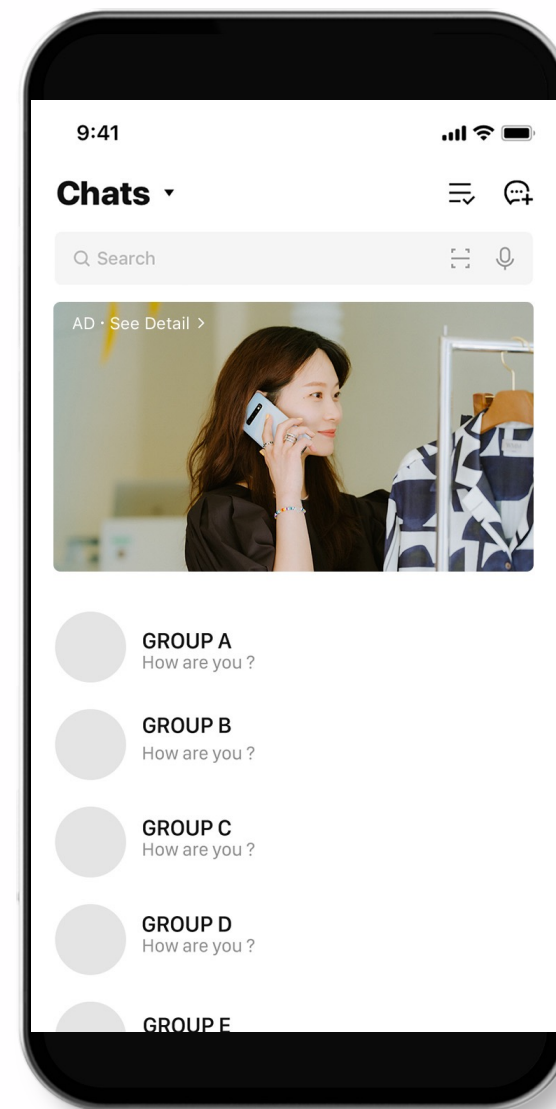 9:41
Chats
Search
AD · See Detail >
GROUP A
How are you ?
GROUP B
How are you ?
GROUP C
How are you ?
GROUP D
How are you ?
GROUP E